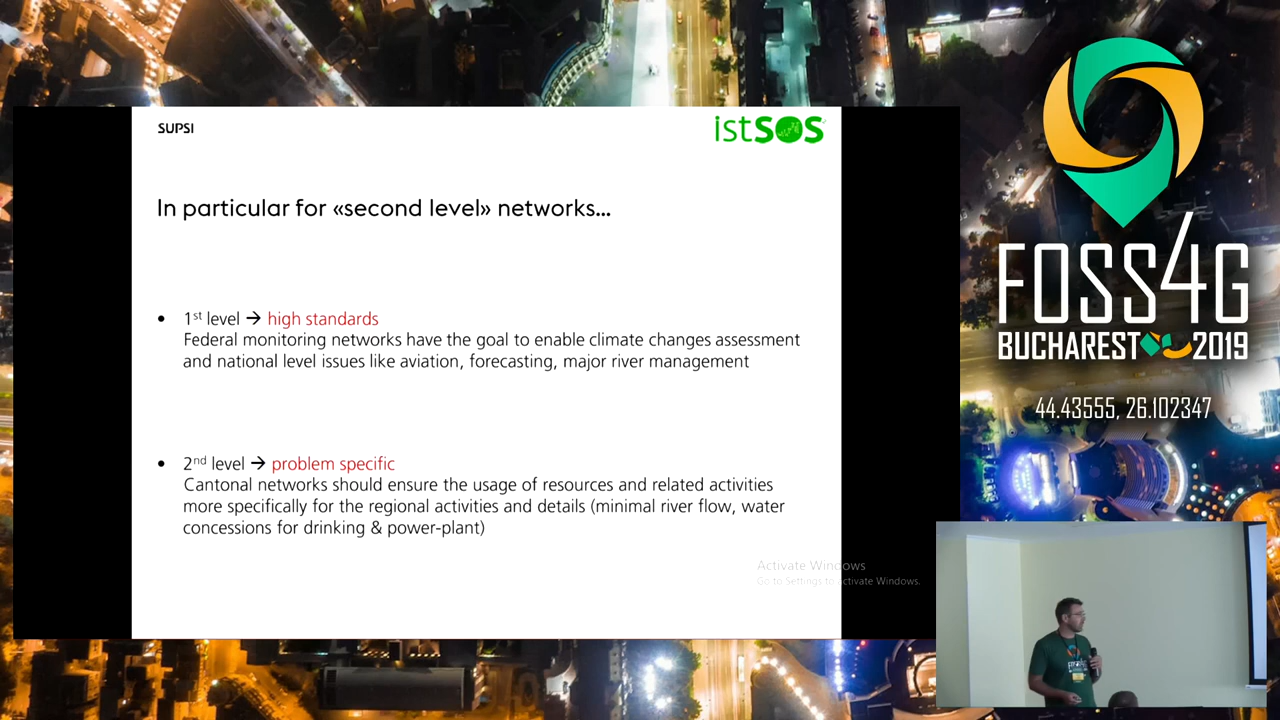 SUPSI
istSOS
In particular for «second level» networks...
• 1st level → high standards
Federal monitoring networks have the goal to enable climate changes assessment
and national level issues like aviation, forecasting, major river management
• 2nd level → problem specific
Cantonal networks should ensure the usage of resources and related activities
more specifically for the regional activities and details (minimal river flow, water
concessions for drinking & power-plant)
Activate Windows
Go to Settings to activate Windows.
FOSS4G
BUCHAREST 2019
44.43555, 26.102347